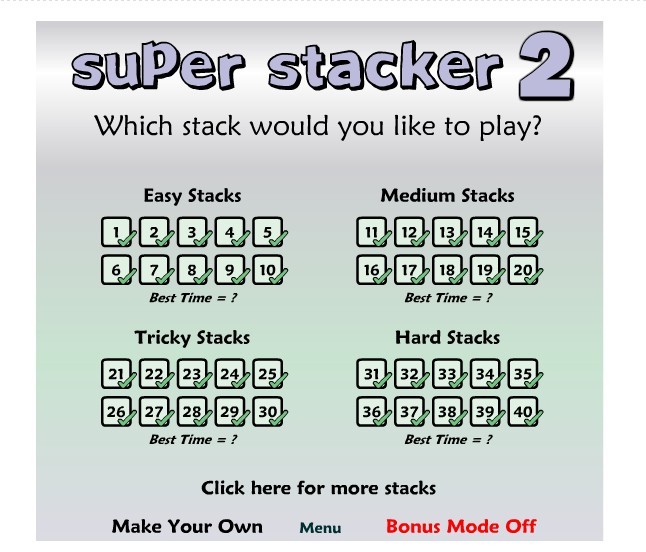 super stacker 2
Which stack would you like to play?
Easy Stacks
1 2 3 4 5
6 7 8 9 10
Best Time = ?
Medium Stacks
11 12 13 14 15
16 17 18 19 20
Best Time = ?
Tricky Stacks
21 22 23 24 25
26 27 28 29 30
Best Time = ?
Hard Stacks
31 32 33 34 35
36 37 38 39 40
Best Time = ?
Click here for more stacks
Make Your Own Menu Bonus Mode Off